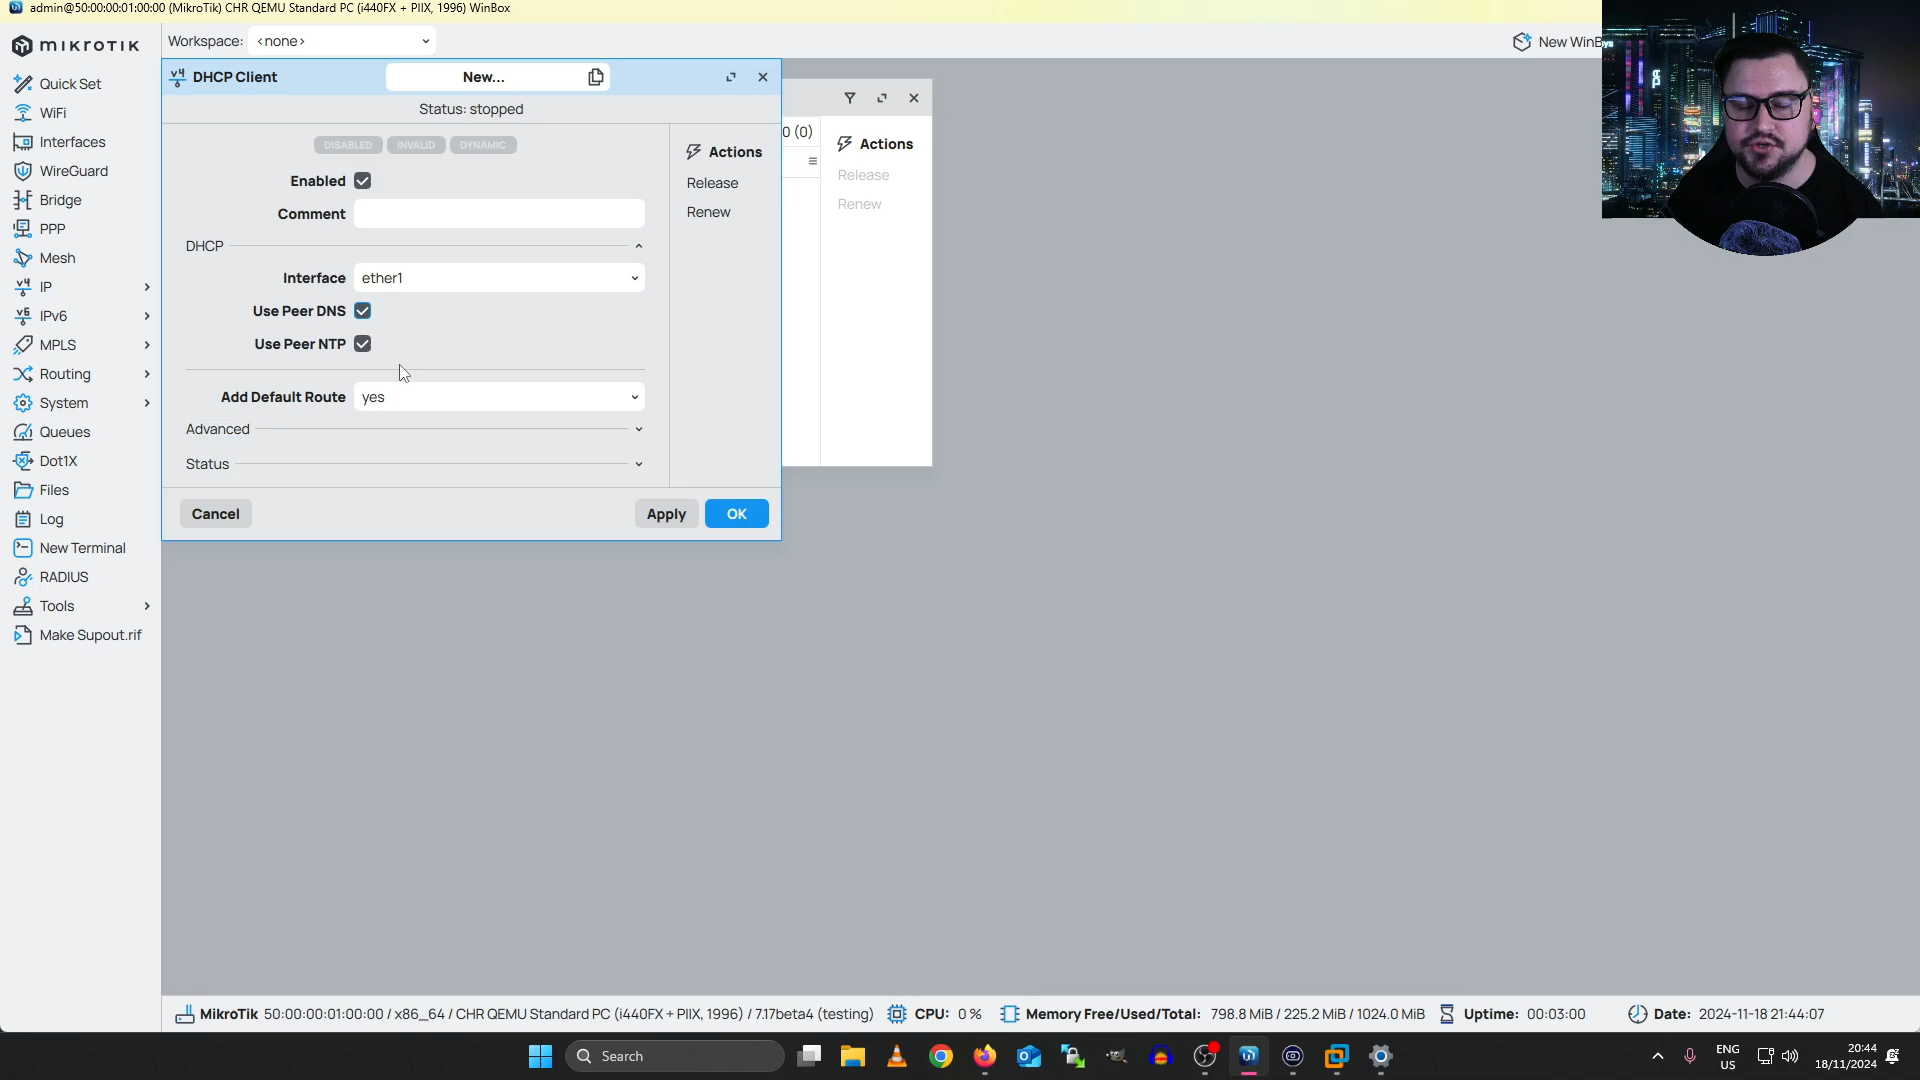 admin@50:00:00:01:00:00 (MikroTik) CHR QEMU Standard PC (i440FX + PIIX, 1996) WinBox
MIKROTIK
Workspace: <none>
New WinB
Quick Set
WiFi
Interfaces
WireGuard
Bridge
PPP
Mesh
IP
IPv6
MPLS
Routing
System
Queues
Dot1X
Files
Log
New Terminal
RADIUS
Tools
Make Supout.rif
DHCP Client
New...
Status: stopped
DISABLED INVALID DYNAMIC
Enabled
Comment
DHCP
Interface ether1
Use Peer DNS
Use Peer NTP
Add Default Route yes
Advanced
Status
Cancel Apply OK
Actions
Release
Renew
0 (0)
Actions
Release
Renew
MikroTik 50:00:00:01:00:00 / x86_64 / CHR QEMU Standard PC (i440FX + PIIX, 1996) / 7.17beta4 (testing) CPU: 0 % Memory Free/Used/Total: 798.8 MiB / 225.2 MiB / 1024.0 MiB Uptime: 00:03:00 Date: 2024-11-18 21:44:07
Search
ENG
US
20:44
18/11/2024